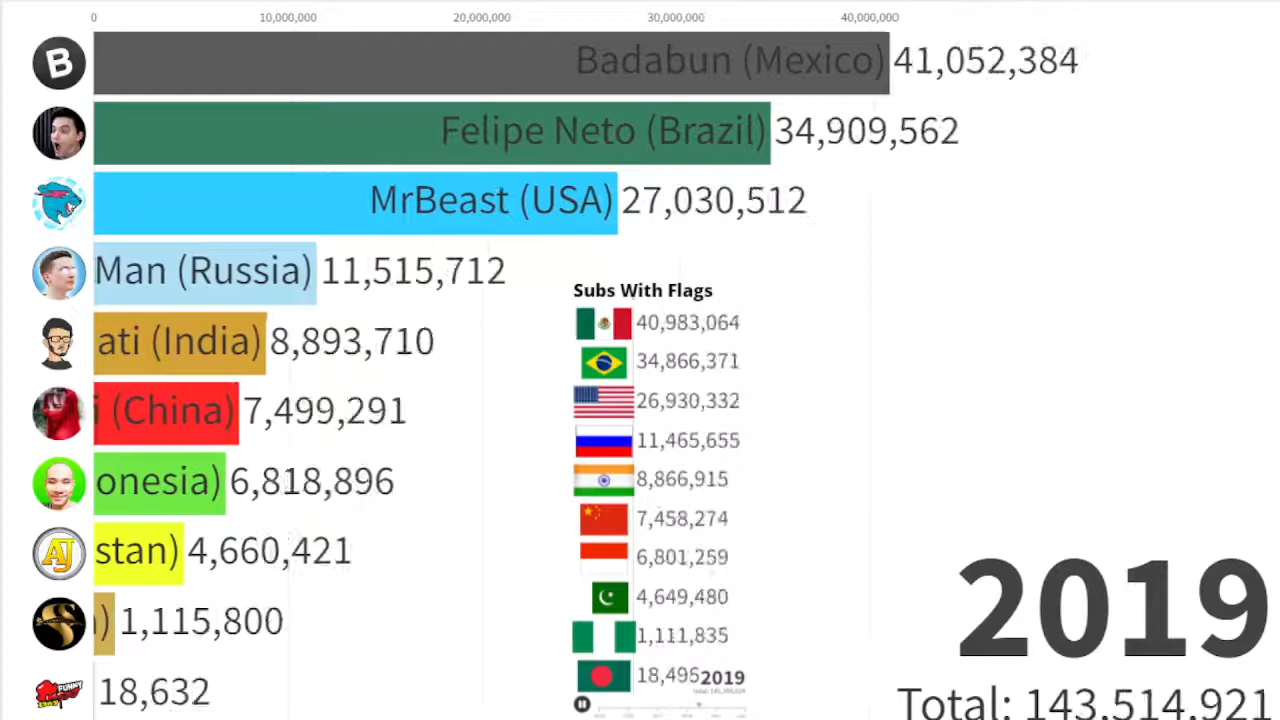 0 10,000,000 20,000,000 30,000,000 40,000,000
B Badabun (Mexico) 41,052,384
Felipe Neto (Brazil) 34,909,562
MrBeast (USA) 27,030,512
Man (Russia) 11,515,712
ati (India) 8,893,710
i (China) 7,499,291
onesia) 6,818,896
AJ stan) 4,660,421
S ) 1,115,800
FUNNY 18,632
Subs With Flags
40,983,064
34,866,371
26,930,332
11,465,655
8,866,915
7,458,274
6,801,259
4,649,480
1,111,835
18,495 2019
2019
Total: 143,514,921